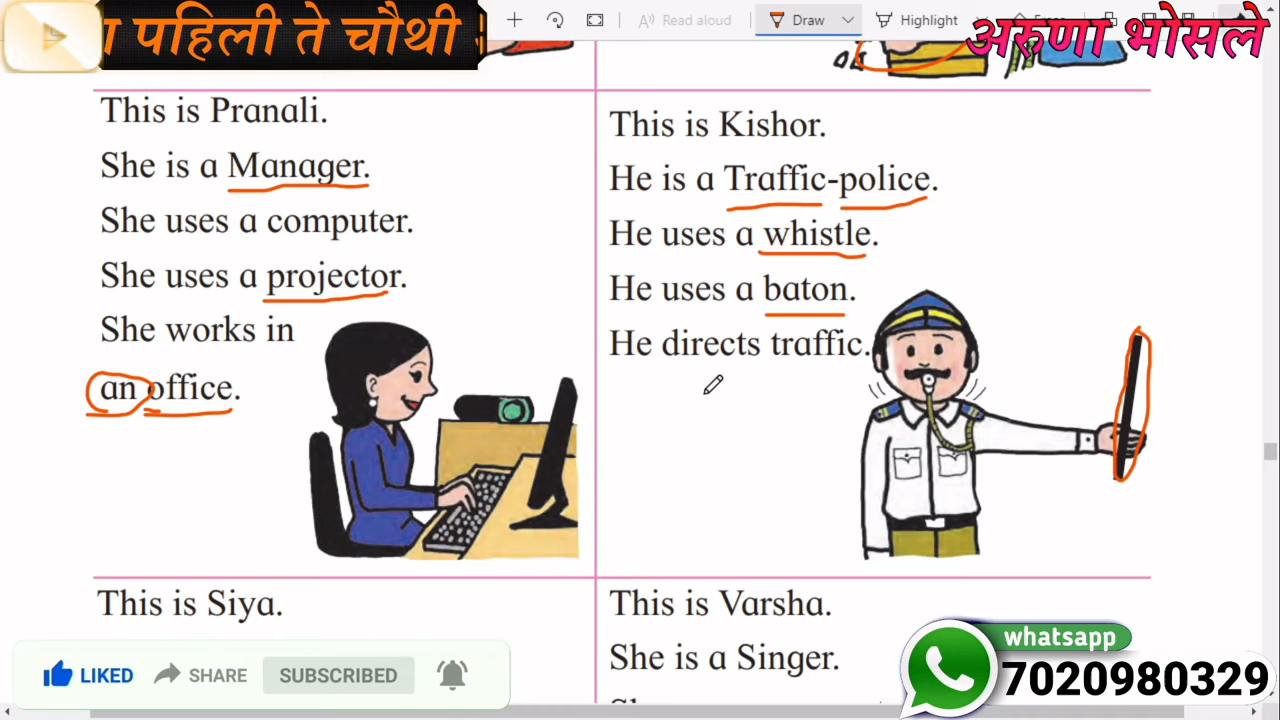 पहिली ते चौथी
Read aloud
Draw
Highlight
अरुणा भोसले
This is Pranali.
She is a Manager.
She uses a computer.
She uses a projector.
She works in
an office.
This is Kishor.
He is a Traffic-police.
He uses a whistle.
He uses a baton.
He directs traffic.
This is Siya.
This is Varsha.
She is a Singer.
LIKED
SHARE
SUBSCRIBED
whatsapp
7020980329